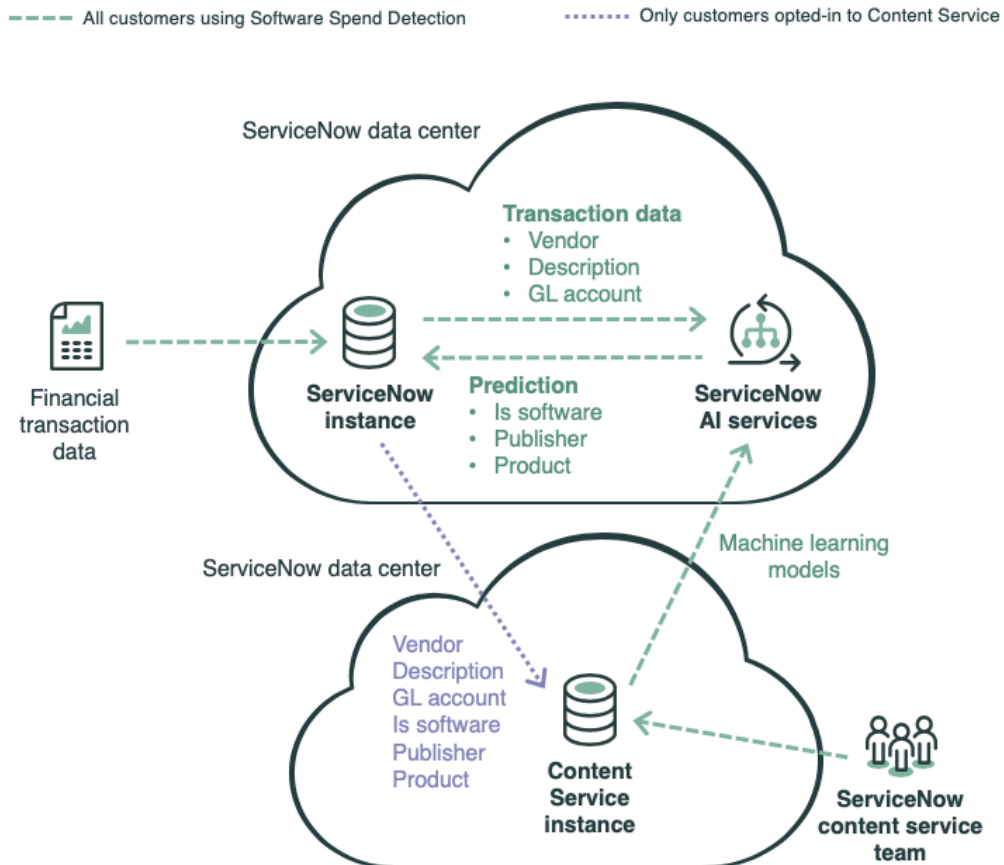 All customers using Software Spend Detection
Only customers opted-in to Content Service
ServiceNow data center
Transaction data
• Vendor
• Description
• GL account
Financial
transaction
data
ServiceNow
instance
Prediction
• Is software
• Publisher
• Product
ServiceNow
AI services
ServiceNow data center
Machine learning
models
Vendor
Description
GL account
Is software
Publisher
Product
Content
Service
instance
ServiceNow
content service
team